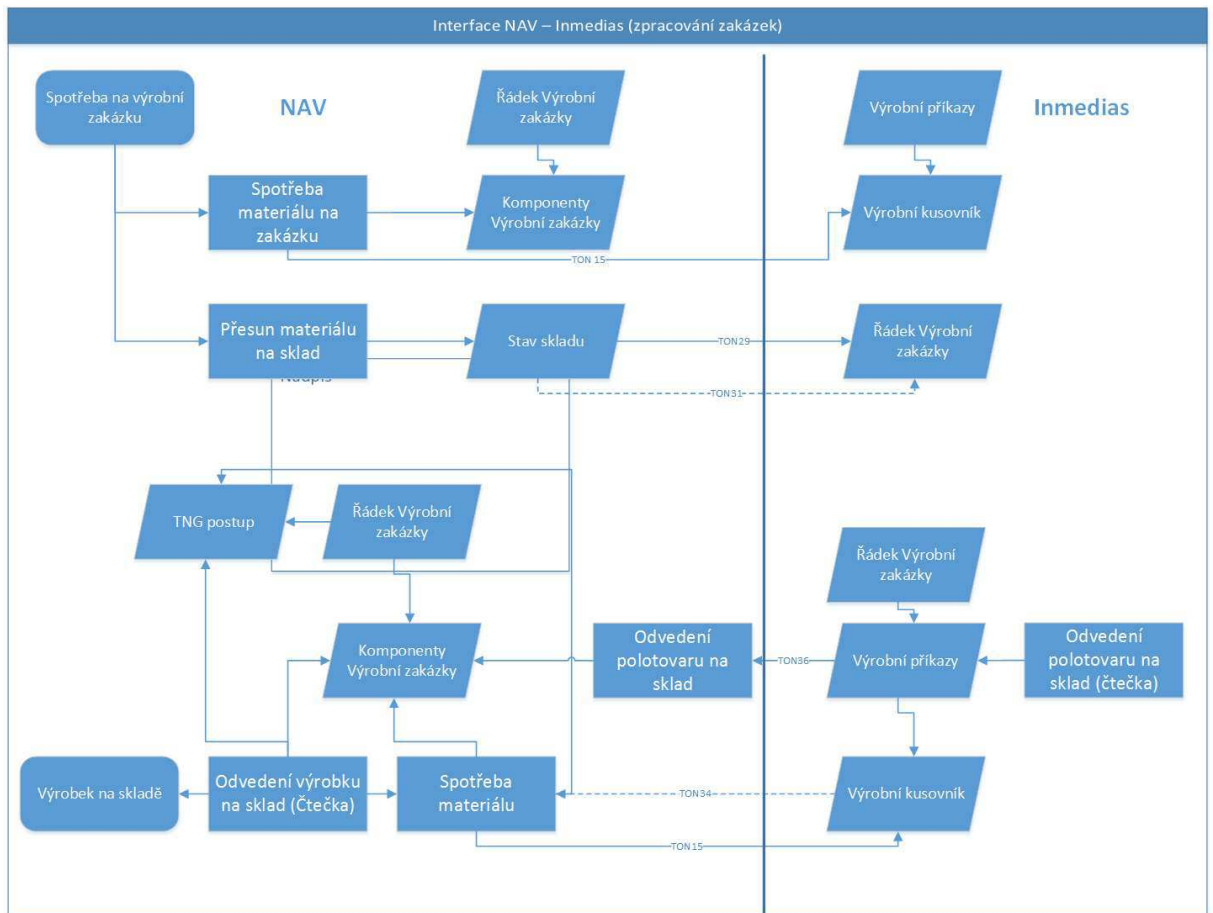 Interface NAV – Inmedias (zpracování zakázek)
Spotřeba na výrobní
zakázku
NAV
Řádek Výrobní
zakázky
Výrobní příkazy
Inmedias
Spotřeba
materiálu na
zakázku
Komponenty
Výrobní zakázky
Výrobní kusovník
TON 15
Přesun materiálu
na sklad
Stav skladu
TON29
Řádek Výrobní
zakázky
Nadpis
TON31
TNG postup
Řádek Výrobní
zakázky
Řádek Výrobní
zakázky
Komponenty
Výrobní zakázky
Odvedení
polotovaru na
sklad
TON36
Výrobní příkazy
Odvedení
polotovaru na
sklad (čtečka)
Výrobek na skladě
Odvedení výrobku
na sklad (Čtečka)
Spotřeba
materiálu
TON34
Výrobní kusovník
TON15